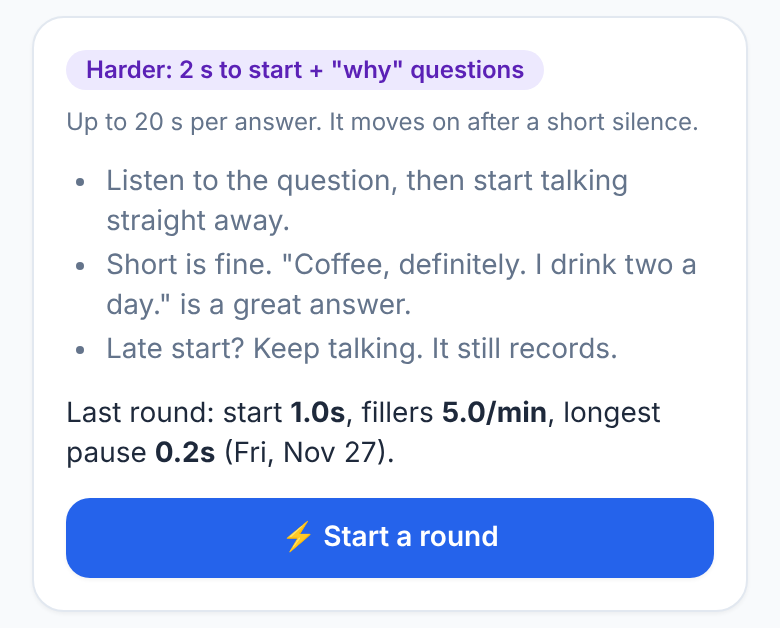 Harder: 2 s to start + "why" questions
Up to 20 s per answer. It moves on after a short silence.
• Listen to the question, then start talking
straight away.
• Short is fine. "Coffee, definitely. I drink two a
day." is a great answer.
• Late start? Keep talking. It still records.
Last round: start 1.0s, fillers 5.0/min, longest
pause 0.2s (Fri, Nov 27).
⚡ Start a round